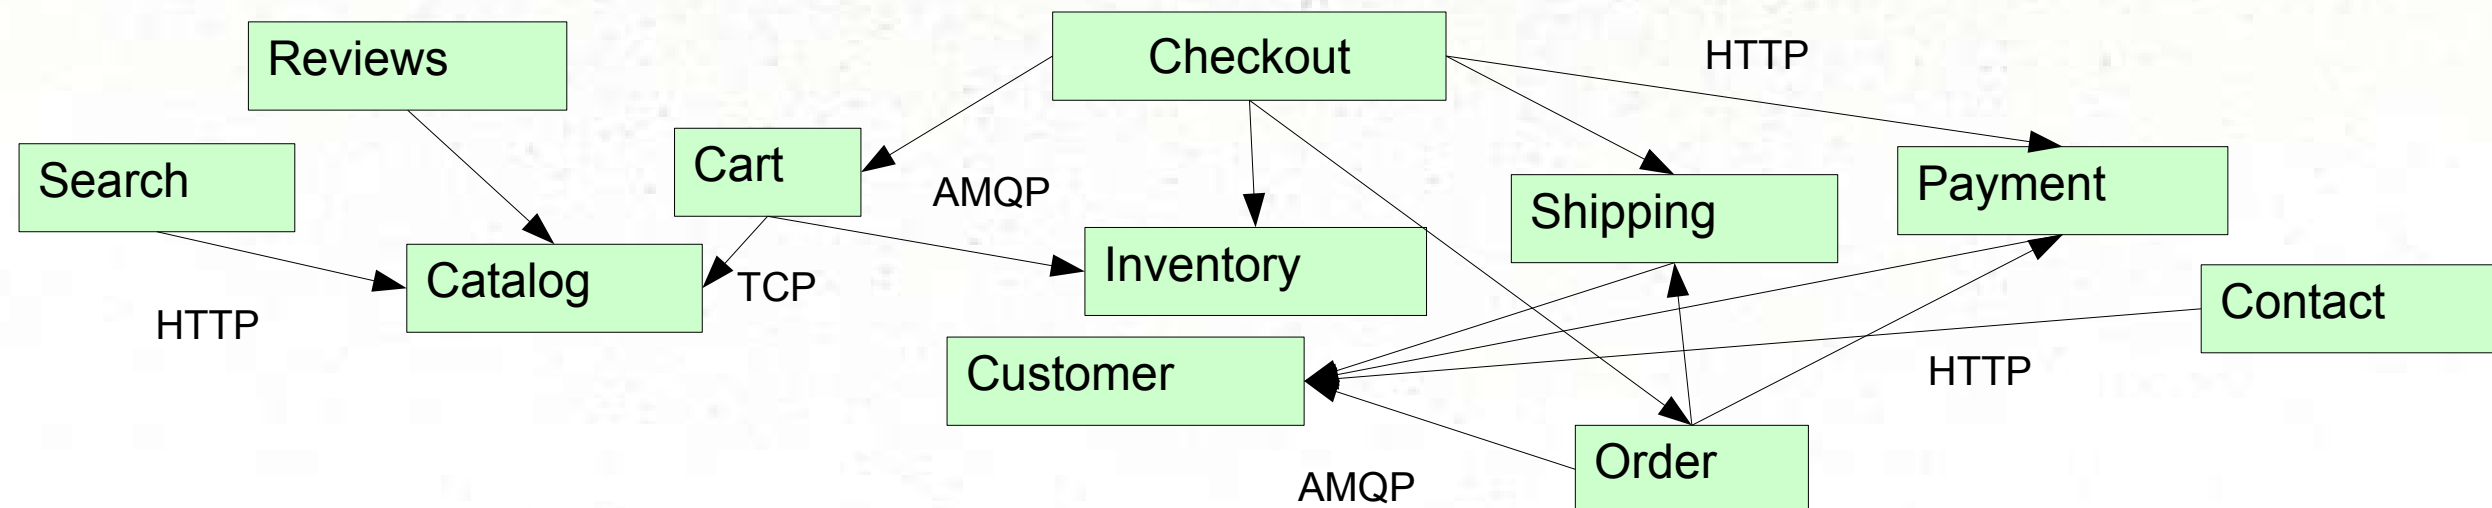 Reviews
Checkout
HTTP
Search
Cart
AMQP
Shipping
Payment
Catalog
TCP
Inventory
Contact
HTTP
Customer
HTTP
AMQP
Order